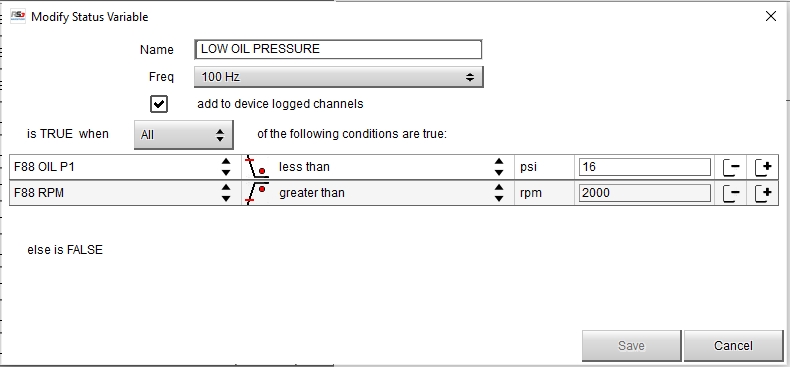 Modify Status Variable
Name LOW OIL PRESSURE
Freq 100 Hz
add to device logged channels
is TRUE when All of the following conditions are true:
F88 OIL P1 less than psi 16
F88 RPM greater than rpm 2000
else is FALSE
Save Cancel